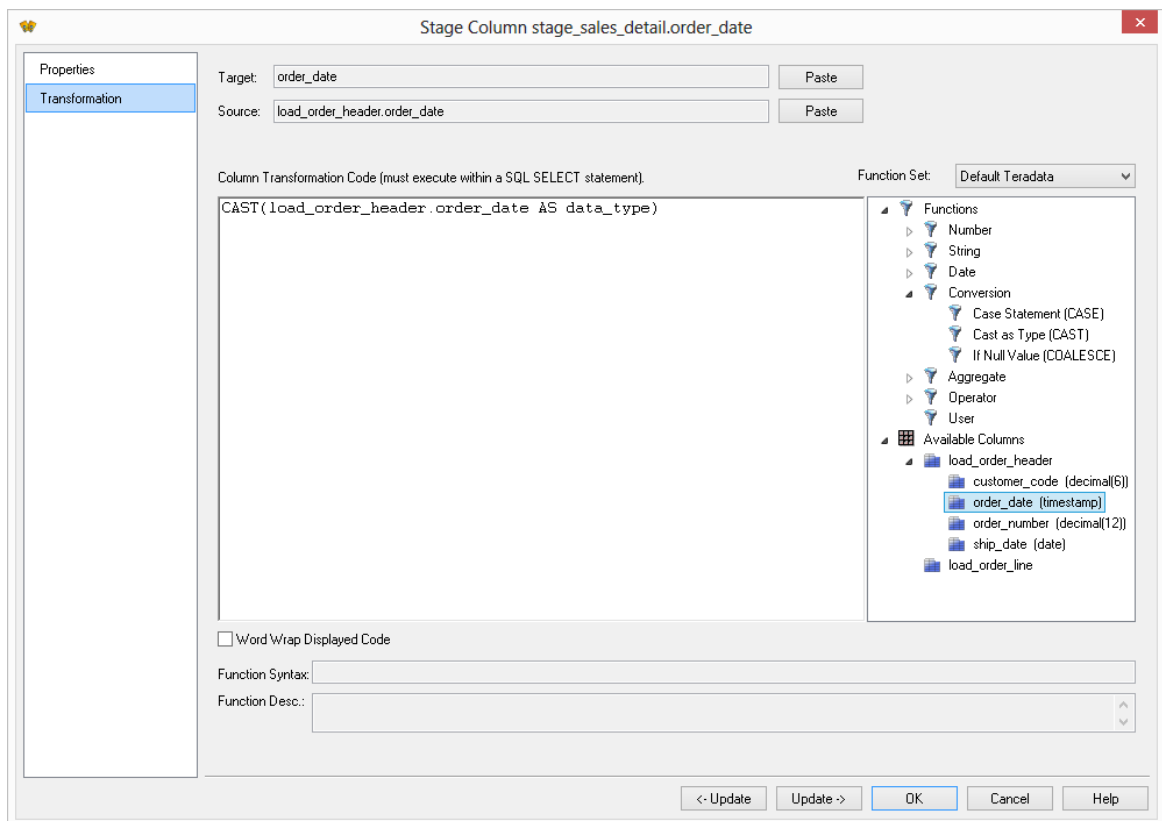 Stage Column stage_sales_detail.order_date
Properties
Transformation
Target: order_date Paste
Source: load_order_header.order_date Paste
Column Transformation Code (must execute within a SQL SELECT statement). Function Set: Default Teradata
CAST(load_order_header.order_date AS data_type)
Functions
Number
String
Date
Conversion
Case Statement (CASE)
Cast as Type (CAST)
If Null Value (COALESCE)
Aggregate
Operator
User
Available Columns
load_order_header
customer_code (decimal(6))
order_date (timestamp)
order_number (decimal(12))
ship_date (date)
load_order_line
Word Wrap Displayed Code
Function Syntax:
Function Desc.:
<- Update Update -> OK Cancel Help